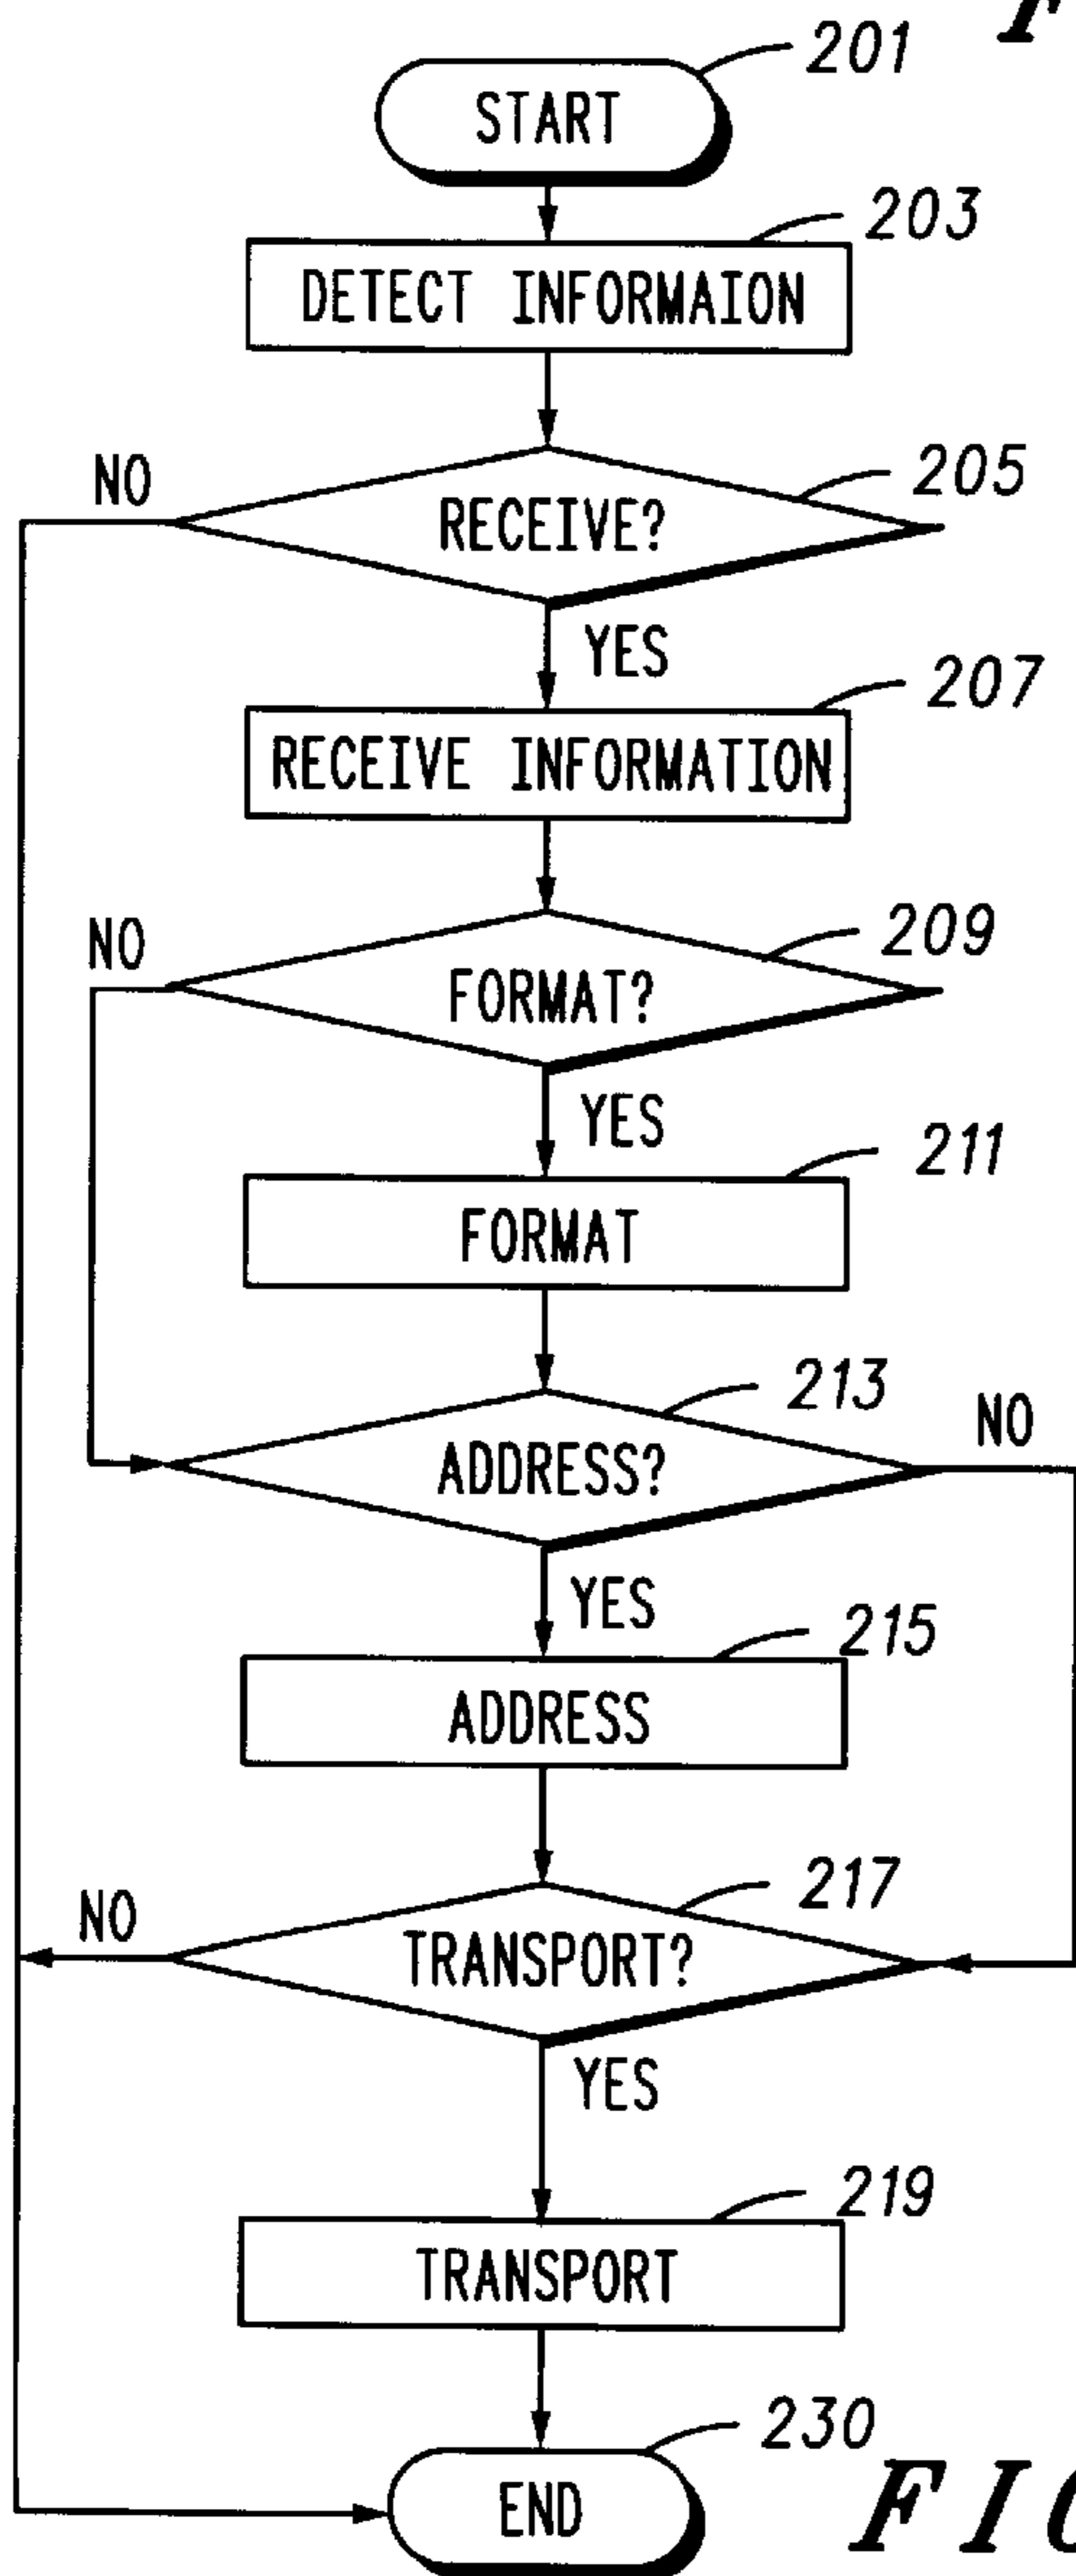 201
START
203
DETECT INFORMAION
205
NO
RECEIVE?
YES
207
RECEIVE INFORMATION
209
NO
FORMAT?
YES
211
FORMAT
213
NO
ADDRESS?
YES
215
ADDRESS
217
NO
TRANSPORT?
YES
219
TRANSPORT
230
END